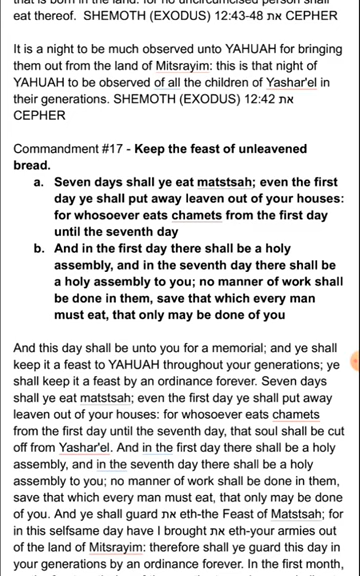 that is born in the land: for no uncircumcised person shall
eat thereof.  SHEMOTH (EXODUS) 12:43-48 את CEPHER
It is a night to be much observed unto YAHUAH for bringing
them out from the land of Mitsrayim: this is that night of
YAHUAH to be observed of all the children of Yashar'el in
their generations. SHEMOTH (EXODUS) 12:42 את
CEPHER
Commandment #17 - Keep the feast of unleavened
bread.
a. Seven days shall ye eat matstsah; even the first
day ye shall put away leaven out of your houses:
for whosoever eats chamets from the first day
until the seventh day
b. And in the first day there shall be a holy
assembly, and in the seventh day there shall be
a holy assembly to you; no manner of work shall
be done in them, save that which every man
must eat, that only may be done of you
And this day shall be unto you for a memorial; and ye shall
keep it a feast to YAHUAH throughout your generations; ye
shall keep it a feast by an ordinance forever. Seven days
shall ye eat matstsah; even the first day ye shall put away
leaven out of your houses: for whosoever eats chamets
from the first day until the seventh day, that soul shall be cut
off from Yashar'el. And in the first day there shall be a holy
assembly, and in the seventh day there shall be a holy
assembly to you; no manner of work shall be done in them,
save that which every man must eat, that only may be done
of you. And ye shall guard את eth-the Feast of Matstsah; for
in this selfsame day have I brought את eth-your armies out
of the land of Mitsrayim: therefore shall ye guard this day in
your generations by an ordinance forever. In the first month,